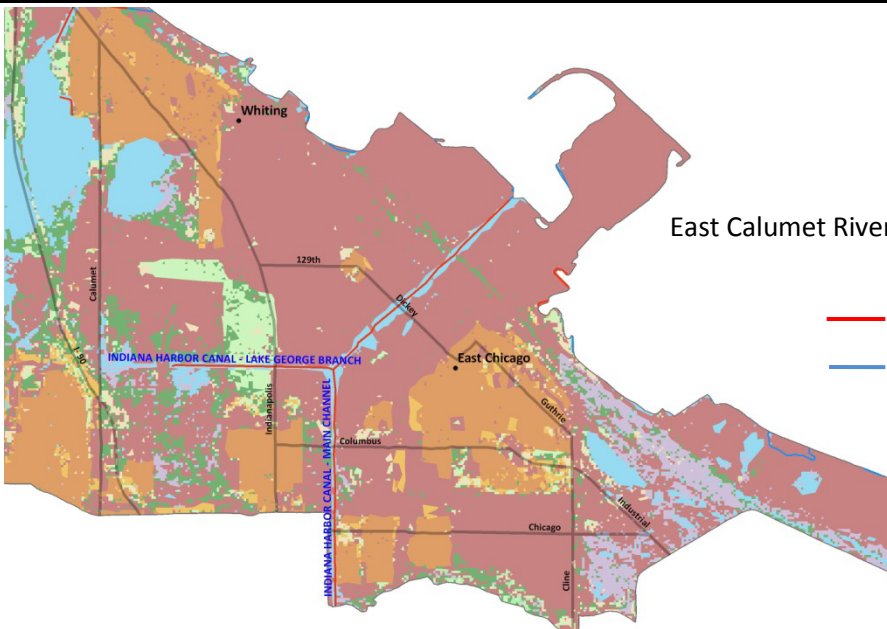 Whiting
East Calumet River
129th
Calumet
Dickey
I-90
INDIANA HARBOR CANAL - LAKE GEORGE BRANCH
East Chicago
Indianapolis
INDIANA HARBOR CANAL - MAIN CHANNEL
Guthrie
Columbus
Industrial
Chicago
Cline